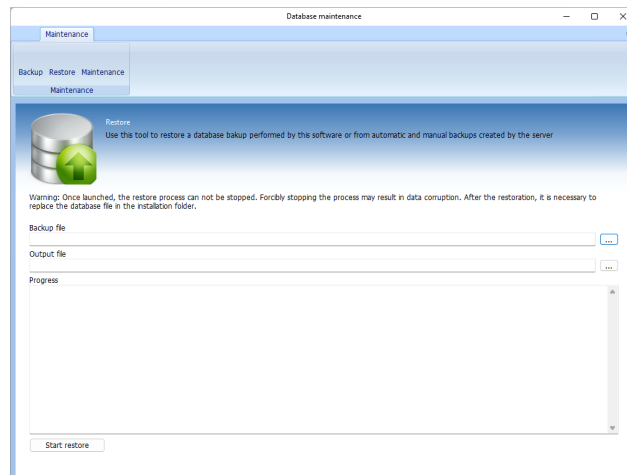 Database maintenance
Maintenance
Backup Restore Maintenance
Maintenance
Restore
Use this tool to restore a database bakup performed by this software or from automatic and manual backups created by the server
Warning: Once launched, the restore process can not be stopped. Forcibly stopping the process may result in data corruption. After the restoration, it is necessary to
replace the database file in the installation folder.
Backup file
...
Output file
...
Progress
Start restore